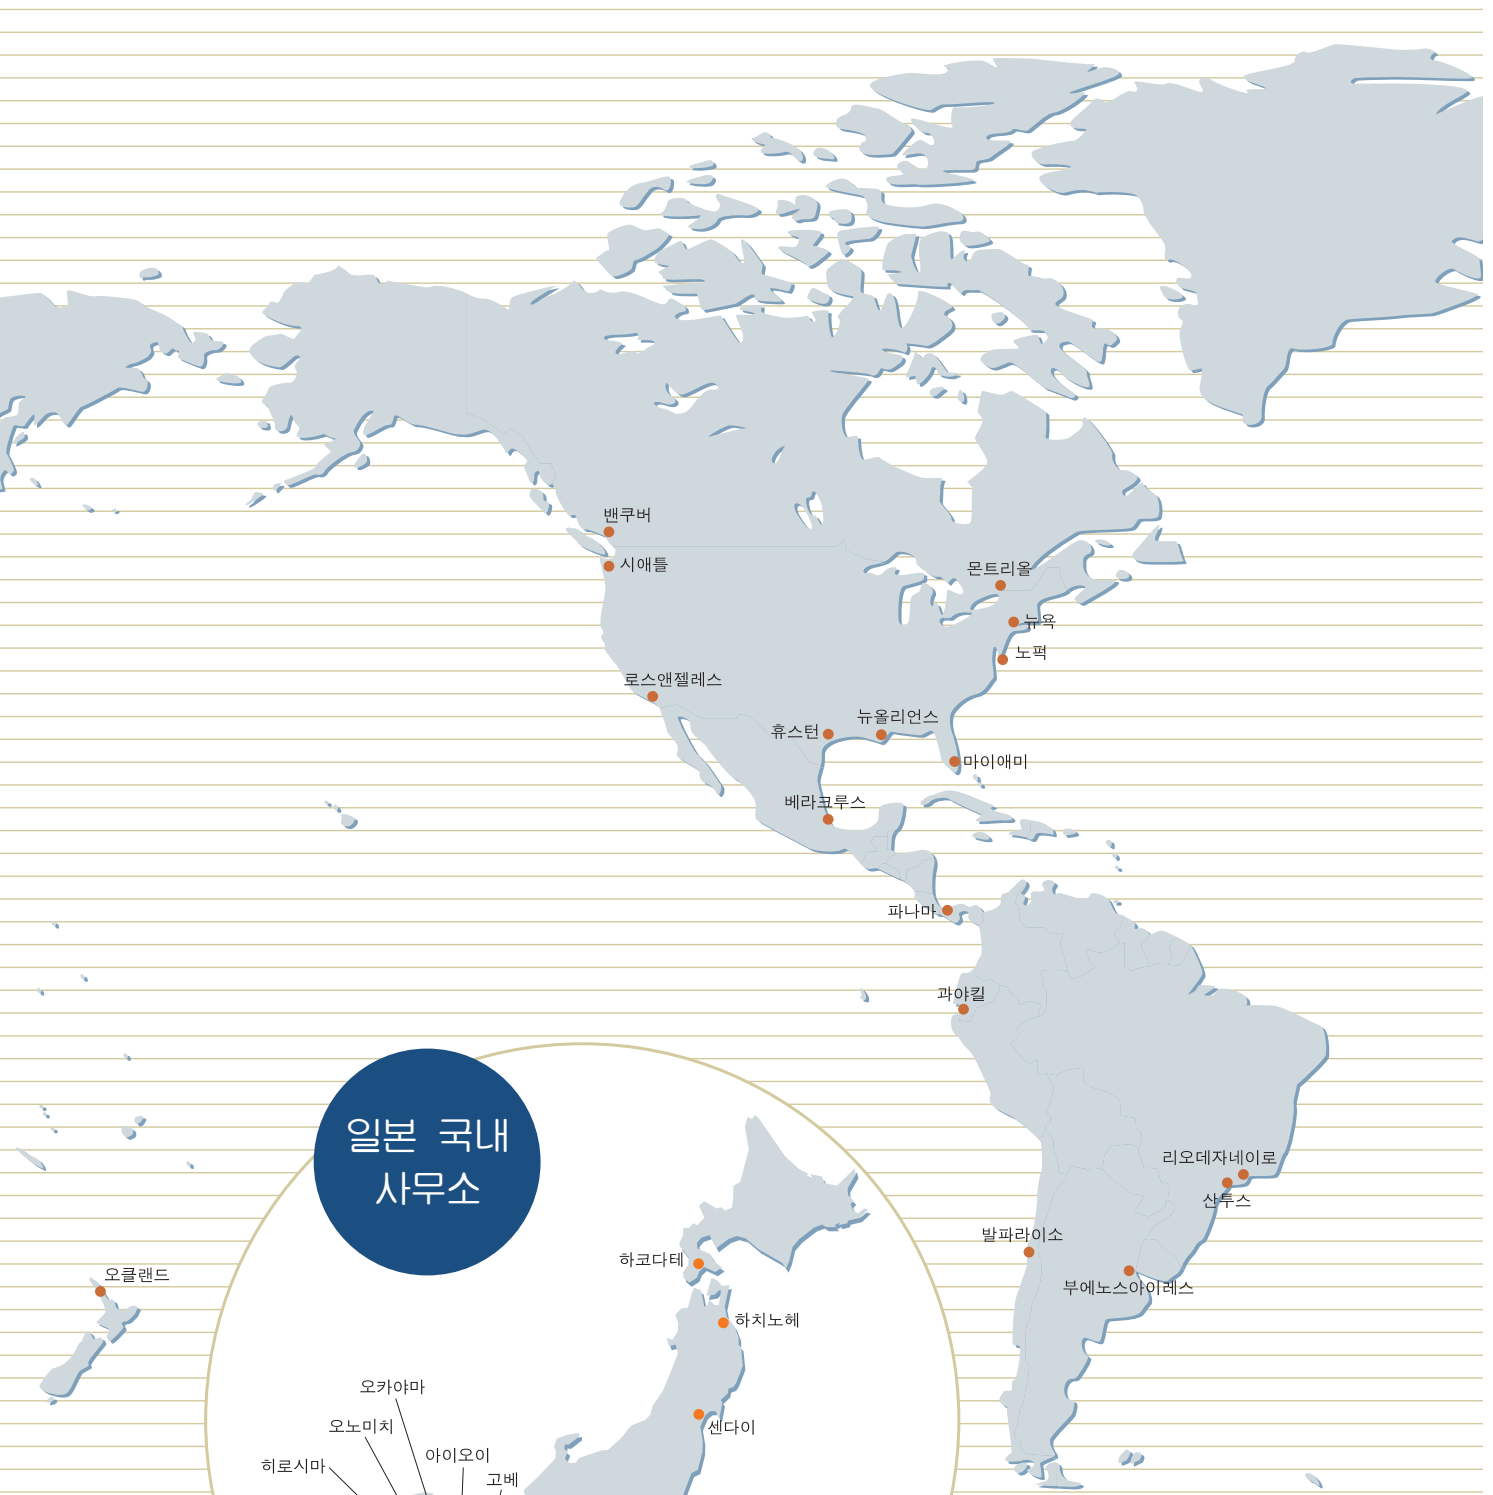 밴쿠버
시애틀
몬트리올
뉴욕
노퍽
로스앤젤레스
뉴올리언스
휴스턴
마이애미
베라크루스
파나마
과야킬
일본 국내
사무소
리오데자네이로
산투스
발파라이소
하코다테
오클랜드
부에노스아이레스
하치노헤
오카야마
오노미치
센다이
아이오이
히로시마
고베